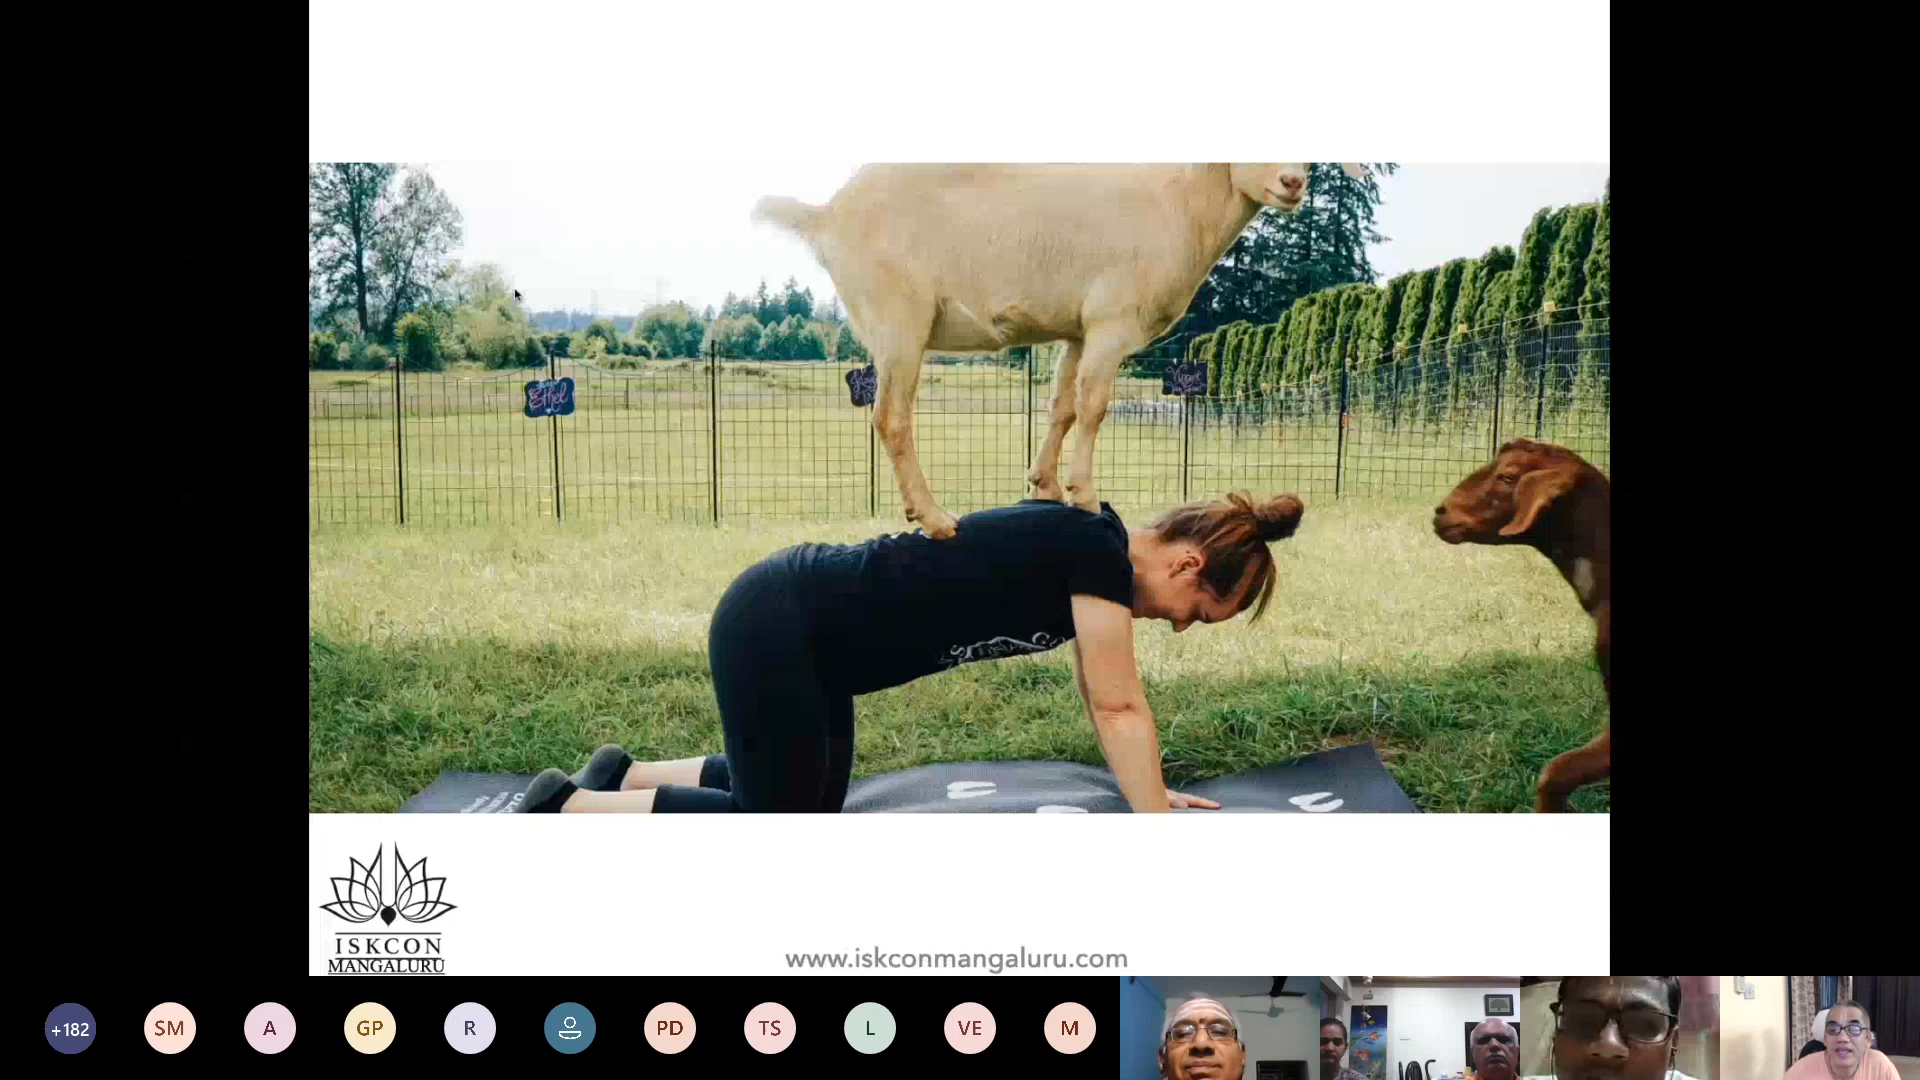 Ethel
ISKCON
MANGALURU
www.iskconmangaluru.com
+182
SM
A
GP
R
PD
TS
L
VE
M